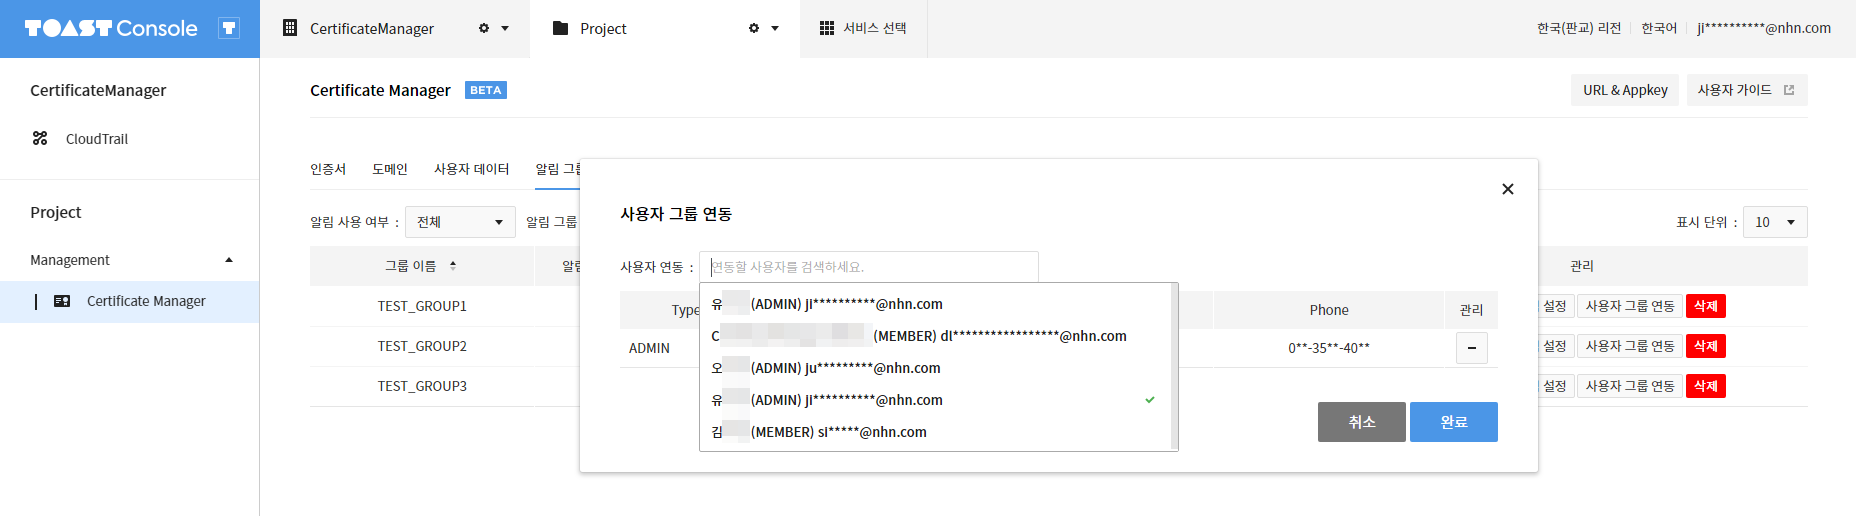 TOAST Console T
CertificateManager
Project
서비스 선택
한국(판교) 리전
한국어
ji**********@nhn.com
CertificateManager
CloudTrail
Project
Management
Certificate Manager
Certificate Manager BETA
URL & Appkey
사용자 가이드
인증서 도메인 사용자 데이터 알림 그룹
알림 사용 여부 : 전체 알림 그룹
표시 단위 : 10
그룹 이름
관리
TEST_GROUP1
설정 사용자 그룹 연동 삭제
TEST_GROUP2
설정 사용자 그룹 연동 삭제
TEST_GROUP3
설정 사용자 그룹 연동 삭제
사용자 그룹 연동
사용자 연동 : 연동할 사용자를 검색하세요.
Type Phone 관리
ADMIN 0**-35**-40**
유 (ADMIN) ji**********@nhn.com
C (MEMBER) dl*****************@nhn.com
오 (ADMIN) ju*********@nhn.com
유 (ADMIN) ji**********@nhn.com
김 (MEMBER) si*****@nhn.com
취소 완료